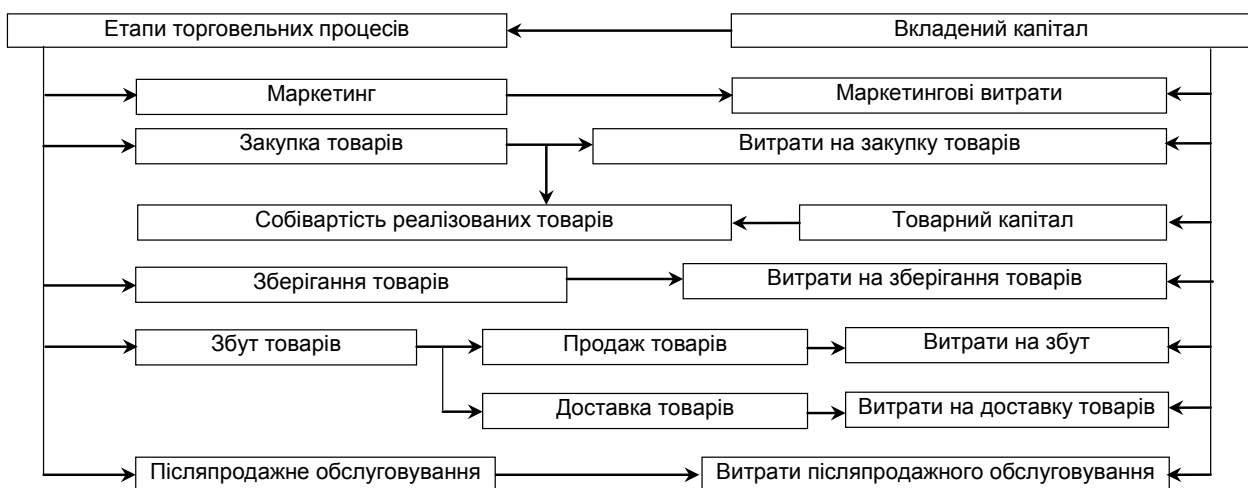 Етапи торговельних процесів
Вкладений капітал
Маркетинг
Маркетингові витрати
Закупка товарів
Витрати на закупку товарів
Собівартість реалізованих товарів
Товарний капітал
Зберігання товарів
Витрати на зберігання товарів
Збут товарів
Продаж товарів
Витрати на збут
Доставка товарів
Витрати на доставку товарів
Післяпродажне обслуговування
Витрати післяпродажного обслуговування